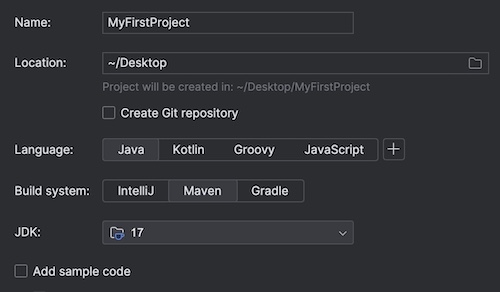 Name: MyFirstProject
Location: ~/Desktop
Project will be created in: ~/Desktop/MyFirstProject
Create Git repository
Language: Java Kotlin Groovy JavaScript +
Build system: IntelliJ Maven Gradle
JDK: 17
Add sample code